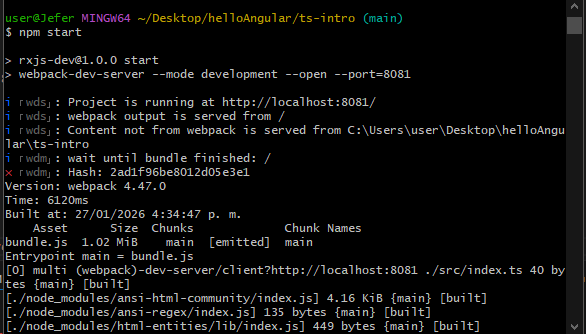 user@Jefer MINGW64 ~/Desktop/helloAngular/ts-intro (main)
$ npm start
> rxjs-dev@1.0.0 start
> webpack-dev-server --mode development --open --port=8081
i ｢wds｣: Project is running at http://localhost:8081/
i ｢wds｣: webpack output is served from /
i ｢wds｣: Content not from webpack is served from C:\Users\user\Desktop\helloAngu
lar\ts-intro
i ｢wdm｣: wait until bundle finished: /
× ｢wdm｣: Hash: 2ad1f96be8012d05e3e1
Version: webpack 4.47.0
Time: 6120ms
Built at: 27/01/2026 4:34:47 p. m.
    Asset      Size  Chunks             Chunk Names
bundle.js  1.02 MiB    main  [emitted]  main
Entrypoint main = bundle.js
[0] multi (webpack)-dev-server/client?http://localhost:8081 ./src/index.ts 40 by
tes {main} [built]
[./node_modules/ansi-html-community/index.js] 4.16 KiB {main} [built]
[./node_modules/ansi-regex/index.js] 135 bytes {main} [built]
[./node_modules/html-entities/lib/index.js] 449 bytes {main} [built]